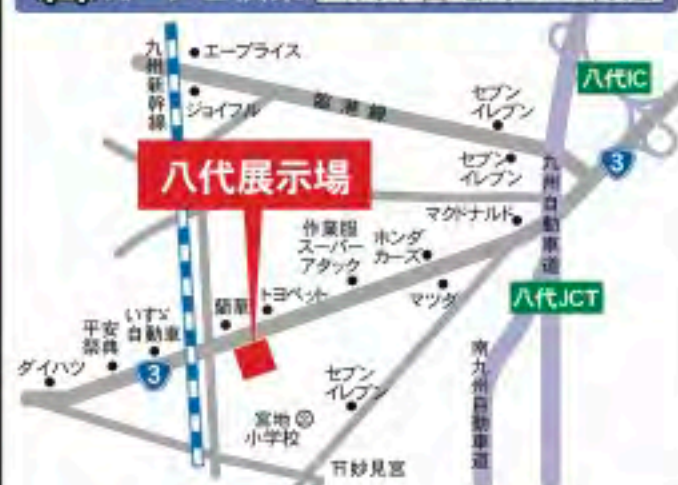 九州新幹線
エープライス
ジョイフル
臨港線
セブン
イレブン
八代IC
3
セブン
イレブン
九州自動車道
八代展示場
マクドナルド
作業服
スーパー
アタック
ホンダ
カーズ
マツダ
八代JCT
トヨペット
蘭華
いすゞ
自動車
平安
祭典
ダイハツ
3
セブン
イレブン
宮地
小学校
南九州自動車道
妙見宮